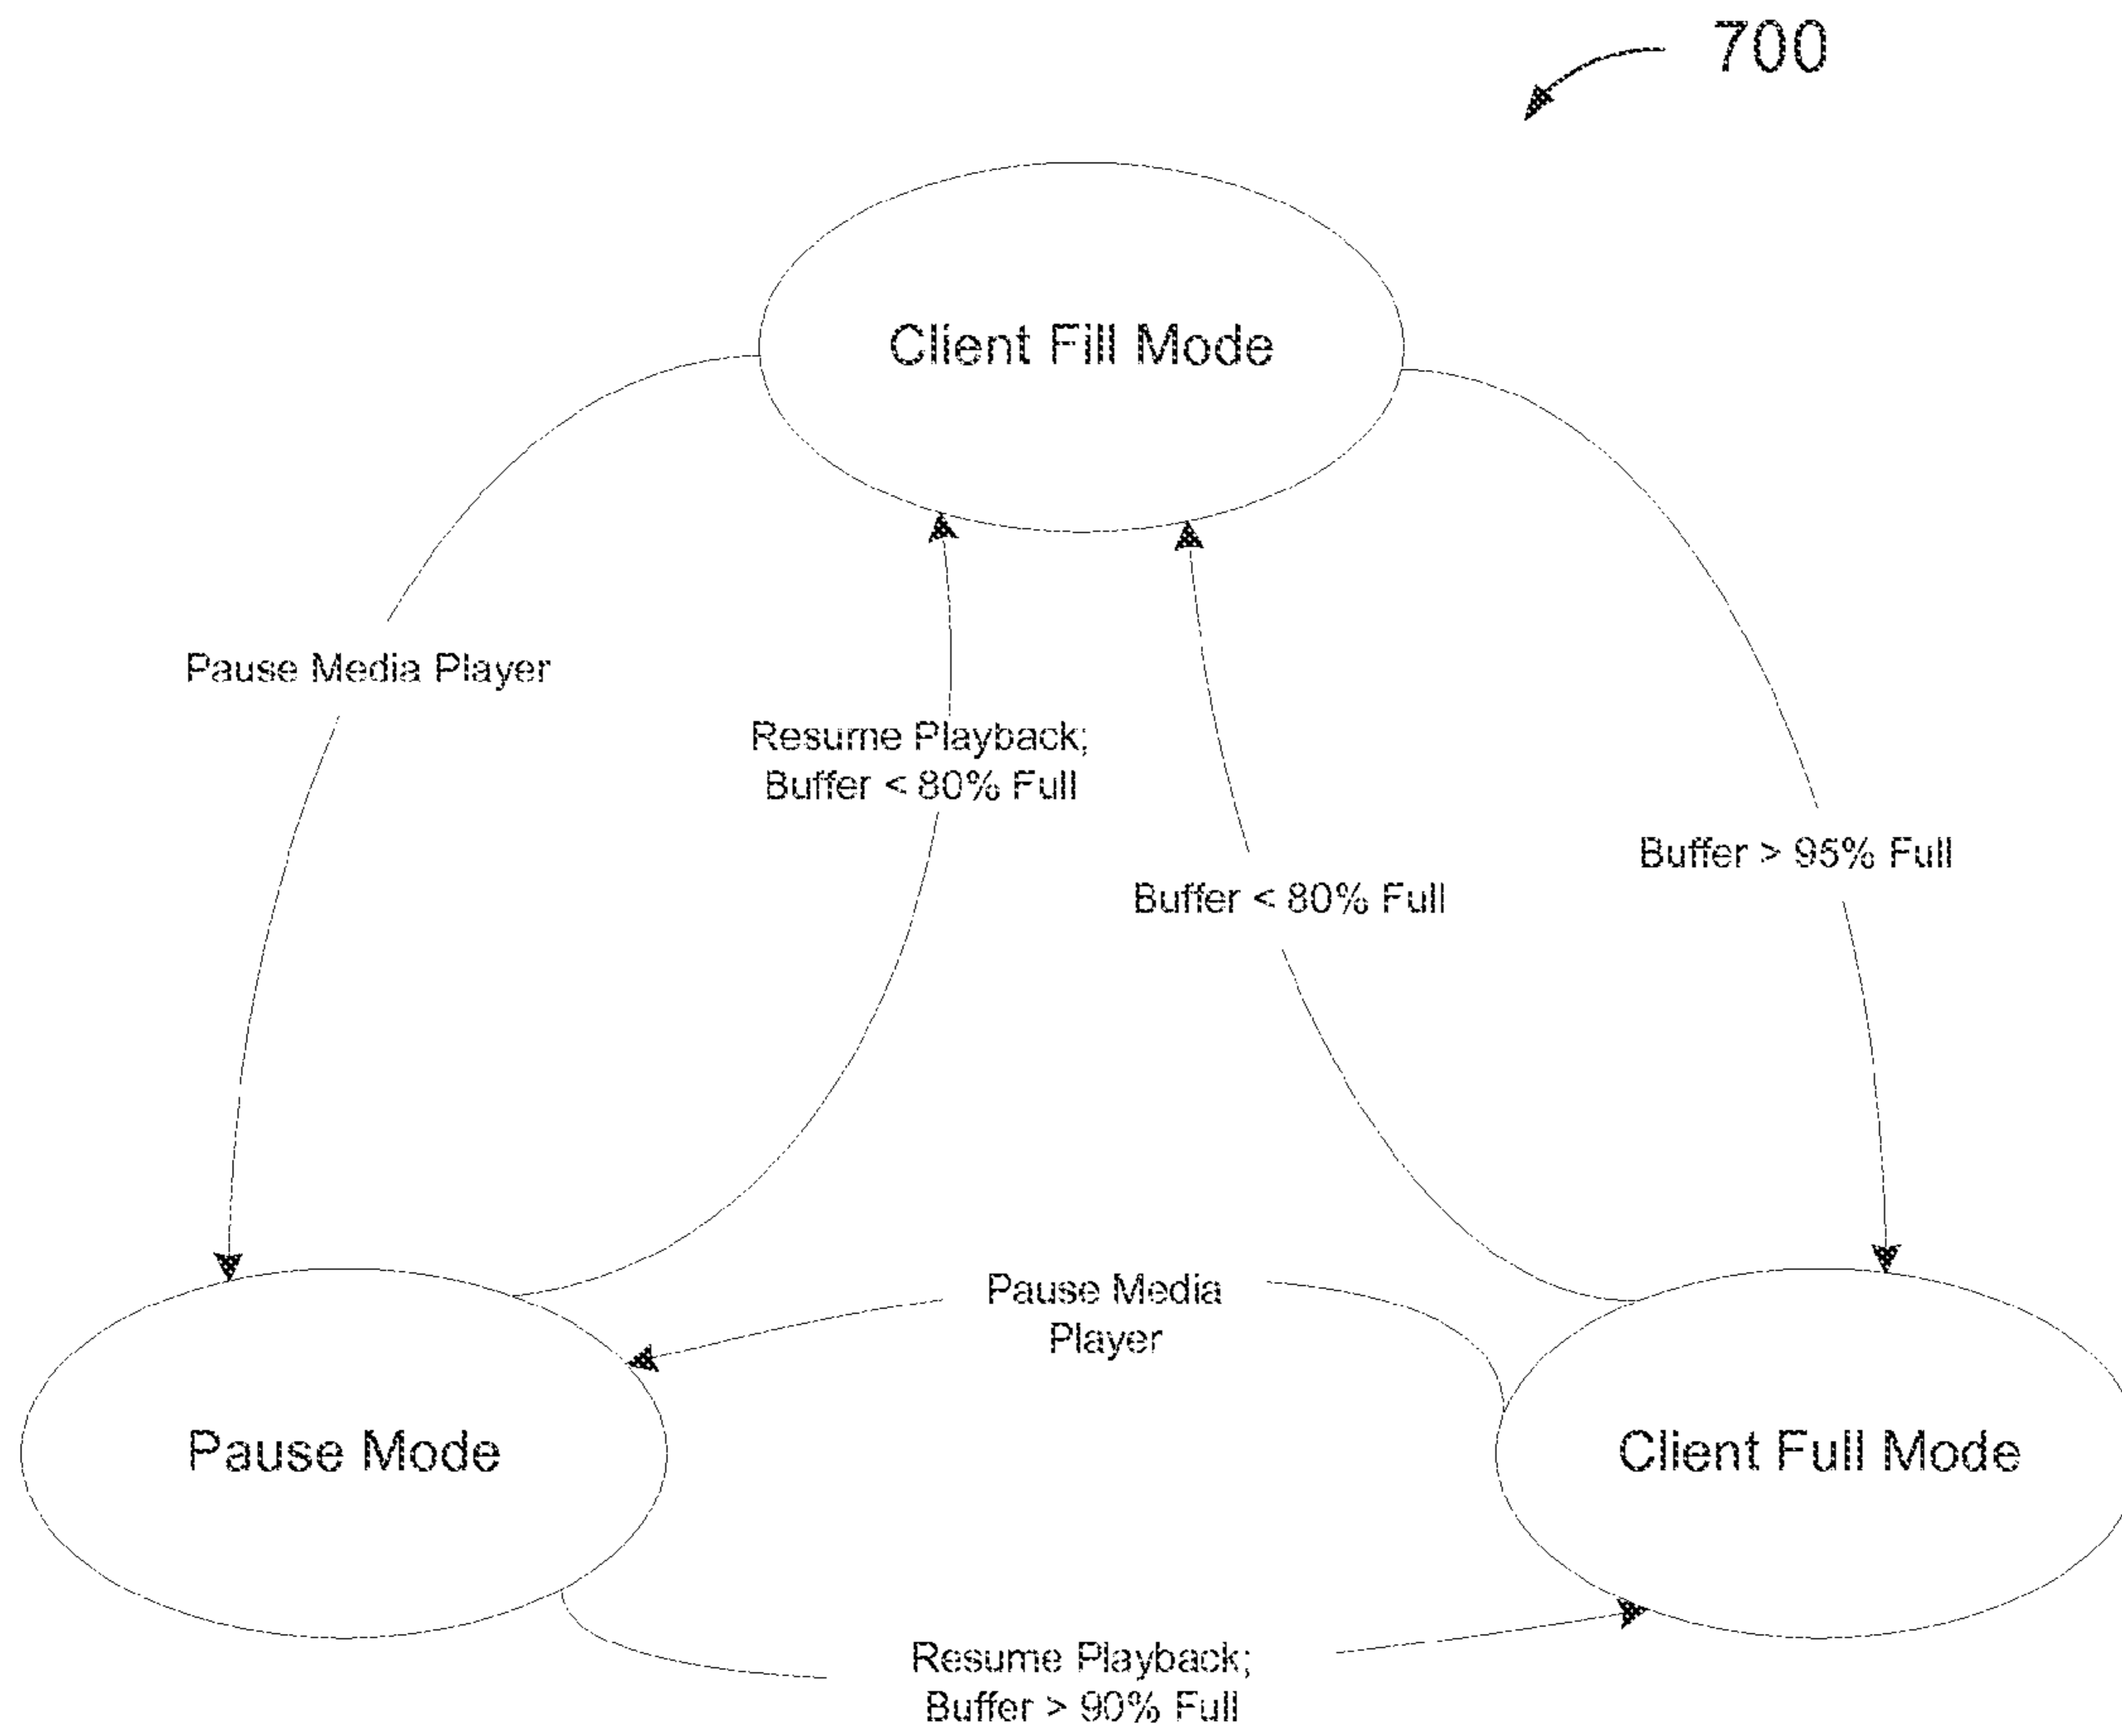 700
Client Fill Mode
Pause Media Player
Resume Playback;
Buffer < 80% Full
Buffer > 95% Full
Buffer < 80% Full
Pause Media
Player
Pause Mode
Client Full Mode
Resume Playback;
Buffer > 90% Full